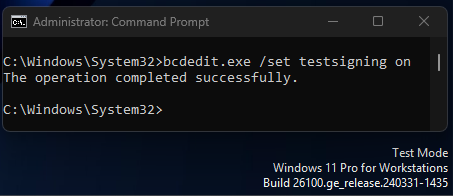 Administrator: Command Prompt
C:\Windows\System32>bcdedit.exe /set testsigning on
The operation completed successfully.
C:\Windows\System32>
Test Mode
Windows 11 Pro for Workstations
Build 26100.ge_release.240331-1435